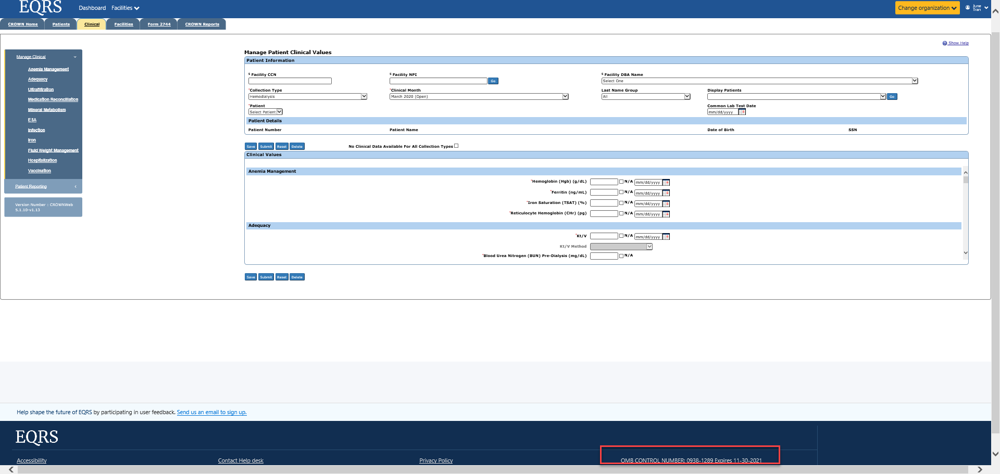 EQRS Dashboard Facilities Change organization June Tran
CROWN Home Patients Clinical Facilities Form 2744 CROWN Reports
Show Help
Manage Clinical
Anemia Management
Adequacy
Ultrafiltration
Medication Reconciliation
Mineral Metabolism
ESA
Infection
Iron
Fluid Weight Management
Hospitalization
Vaccination
Patient Reporting
Version Number : CROWNWeb
5.1.10-v1.13
Manage Patient Clinical Values
Patient Information
s Facility CCN s Facility NPI s Facility DBA Name
Go Select One
*Collection Type *Clinical Month Last Name Group Display Patients
Hemodialysis March 2020 (Open) All Go
*Patient Common Lab Test Date
Select Patient mm/dd/yyyy
Patient Details
Patient Number Patient Name Date of Birth SSN
Save Submit Reset Delete No Clinical Data Available For All Collection Types
Clinical Values
Anemia Management
*Hemoglobin (Hgb) (g/dL) N/A mm/dd/yyyy
*Ferritin (ng/mL) N/A mm/dd/yyyy
*Iron Saturation (TSAT) (%) N/A mm/dd/yyyy
*Reticulocyte Hemoglobin (CHr) (pg) N/A mm/dd/yyyy
Adequacy
*Kt/V N/A mm/dd/yyyy
Kt/V Method
*Blood Urea Nitrogen (BUN) Pre-Dialysis (mg/dL) N/A
Save Submit Reset Delete
Help shape the future of EQRS by participating in user feedback. Send us an email to sign up.
EQRS
Accessibility Contact Help desk Privacy Policy OMB CONTROL NUMBER: 0938-1289 Expires 11-30-2021